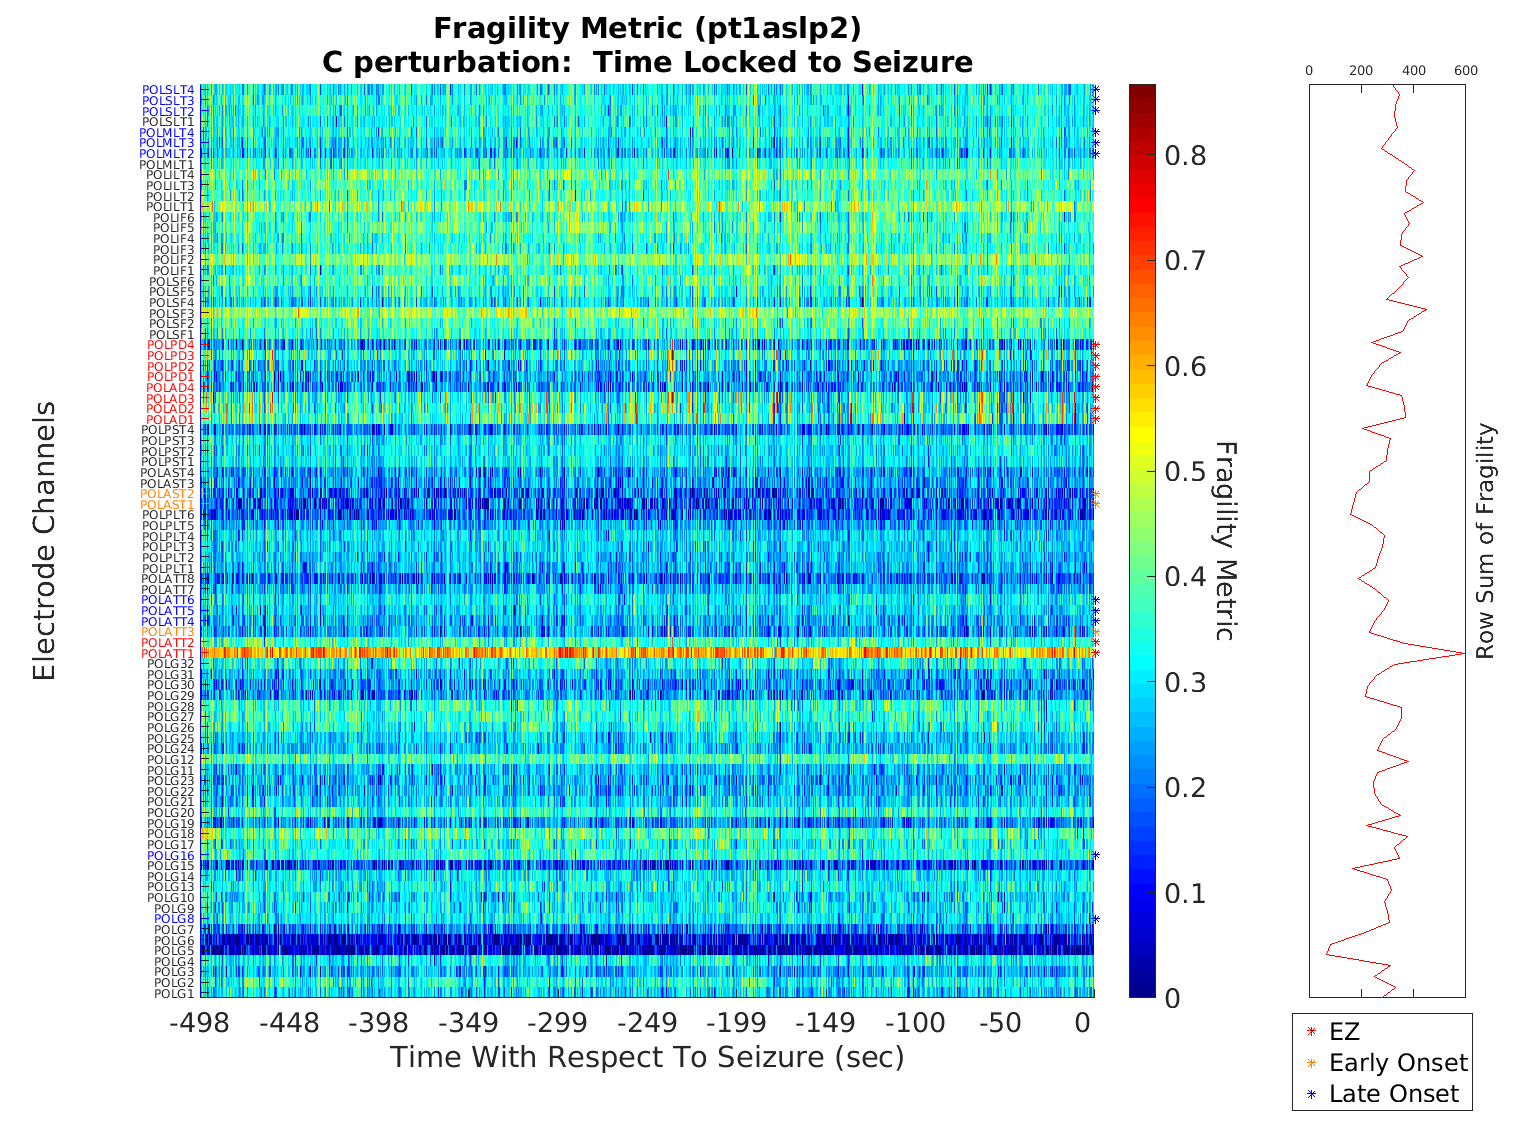 Fragility Metric (pt1aslp2)
C perturbation:  Time Locked to Seizure
Electrode Channels
POLSLT4
POLSLT3
POLSLT2
POLSLT1
POLMLT4
POLMLT3
POLMLT2
POLMLT1
POLILT4
POLILT3
POLILT2
POLILT1
POLIF6
POLIF5
POLIF4
POLIF3
POLIF2
POLIF1
POLSF6
POLSF5
POLSF4
POLSF3
POLSF2
POLSF1
POLPD4
POLPD3
POLPD2
POLPD1
POLAD4
POLAD3
POLAD2
POLAD1
POLPST4
POLPST3
POLPST2
POLPST1
POLAST4
POLAST3
POLAST2
POLAST1
POLPLT6
POLPLT5
POLPLT4
POLPLT3
POLPLT2
POLPLT1
POLATT8
POLATT7
POLATT6
POLATT5
POLATT4
POLATT3
POLATT2
POLATT1
POLG32
POLG31
POLG30
POLG29
POLG28
POLG27
POLG26
POLG25
POLG24
POLG12
POLG11
POLG23
POLG22
POLG21
POLG20
POLG19
POLG18
POLG17
POLG16
POLG15
POLG14
POLG13
POLG10
POLG9
POLG8
POLG7
POLG6
POLG5
POLG4
POLG3
POLG2
POLG1
-498 -448 -398 -349 -299 -249 -199 -149 -100 -50 0
Time With Respect To Seizure (sec)
0.8
0.7
0.6
0.5
0.4
0.3
0.2
0.1
0
Fragility Metric
0 200 400 600
Row Sum of Fragility
EZ
Early Onset
Late Onset